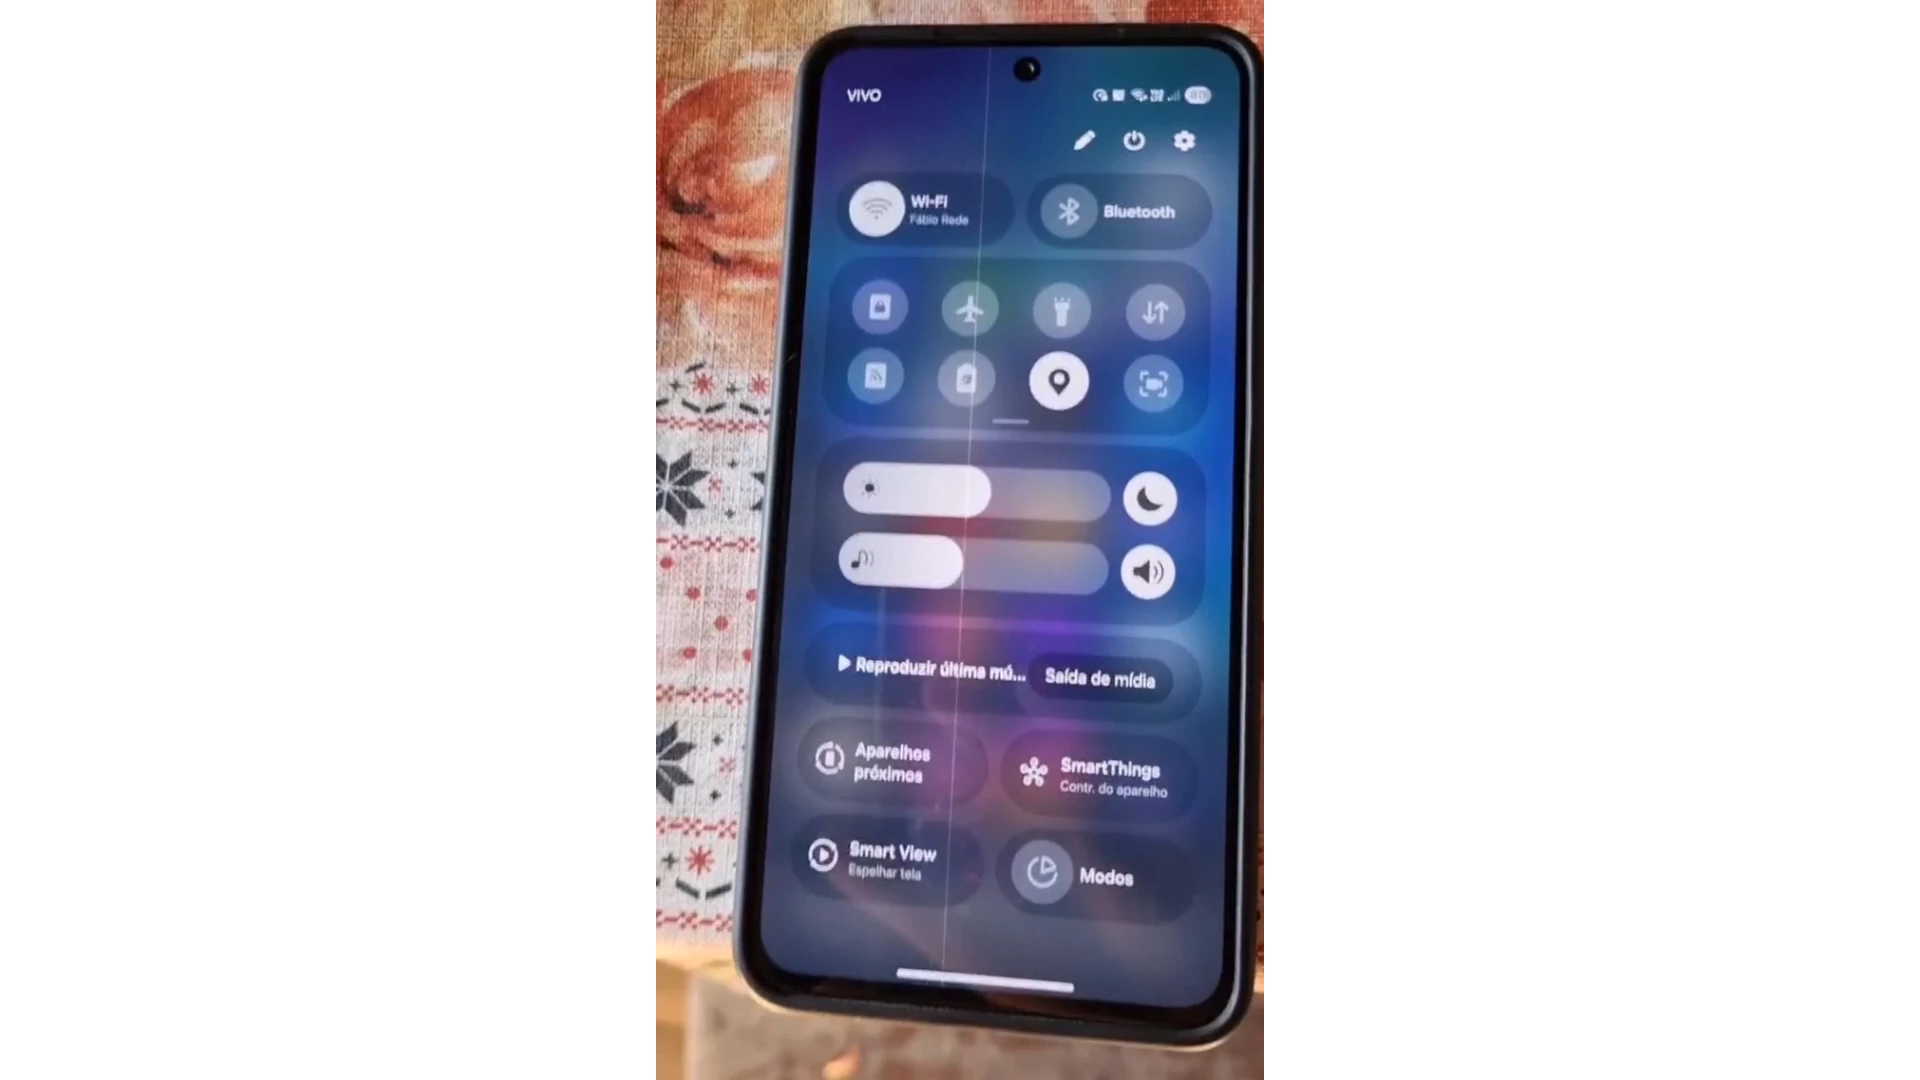 VIVO
Wi-Fi
Fábio Rede
Bluetooth
Reproduzir última mú...
Saída de mídia
Aparelhos
próximos
SmartThings
Contr. do aparelho
Smart View
Espelhar tela
Modos